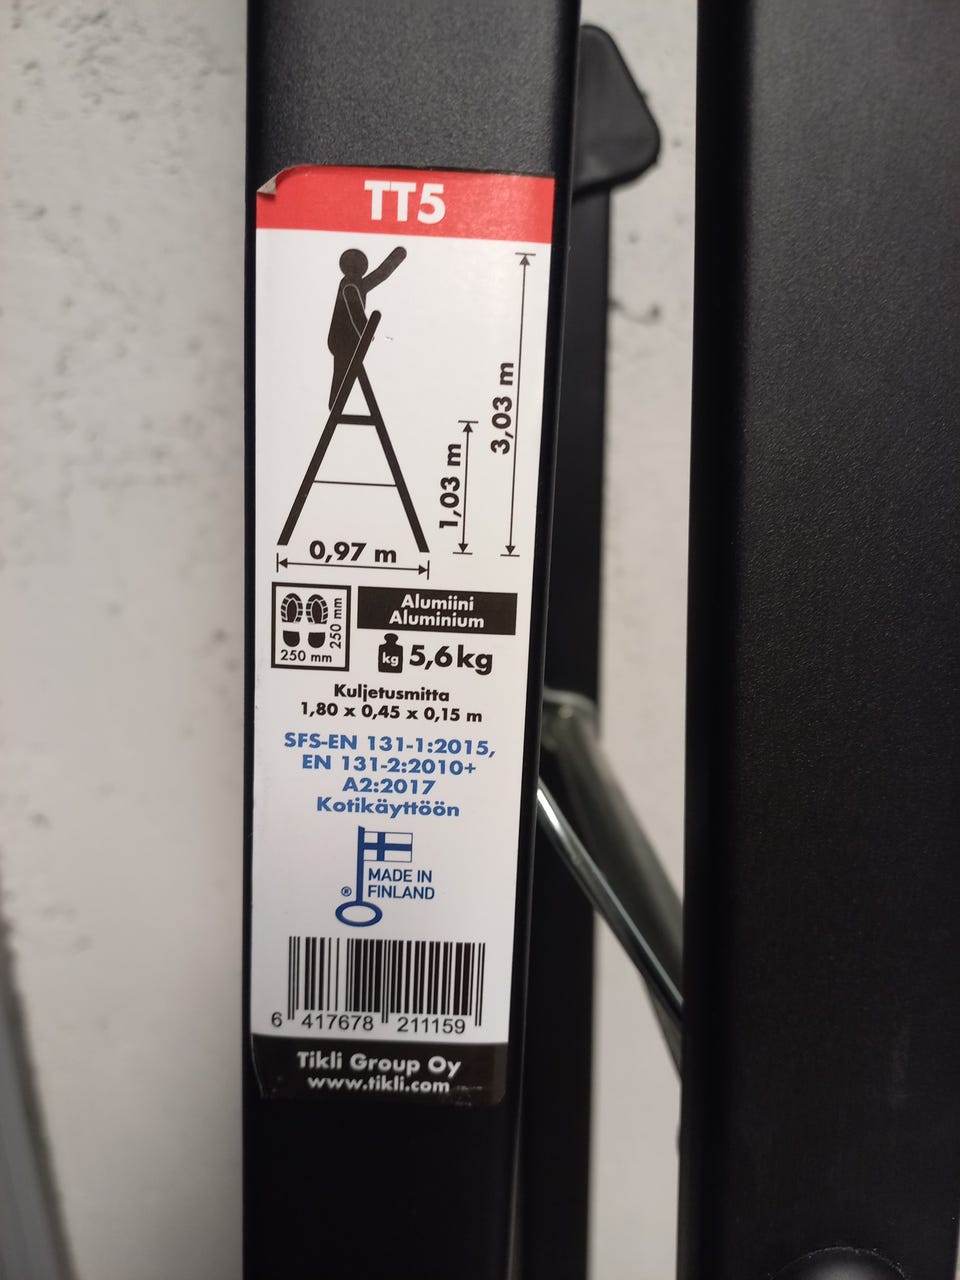 TT5
3,03 m
1,03 m
0,97 m
250 mm
250 mm
Alumiini
Aluminium
kg 5,6 kg
Kuljetusmitta
1,80 x 0,45 x 0,15 m
SFS-EN 131-1:2015,
EN 131-2:2010+
A2:2017
Kotikäyttöön
MADE IN
® FINLAND
6 417678 211159
Tikli Group Oy
www.tikli.com